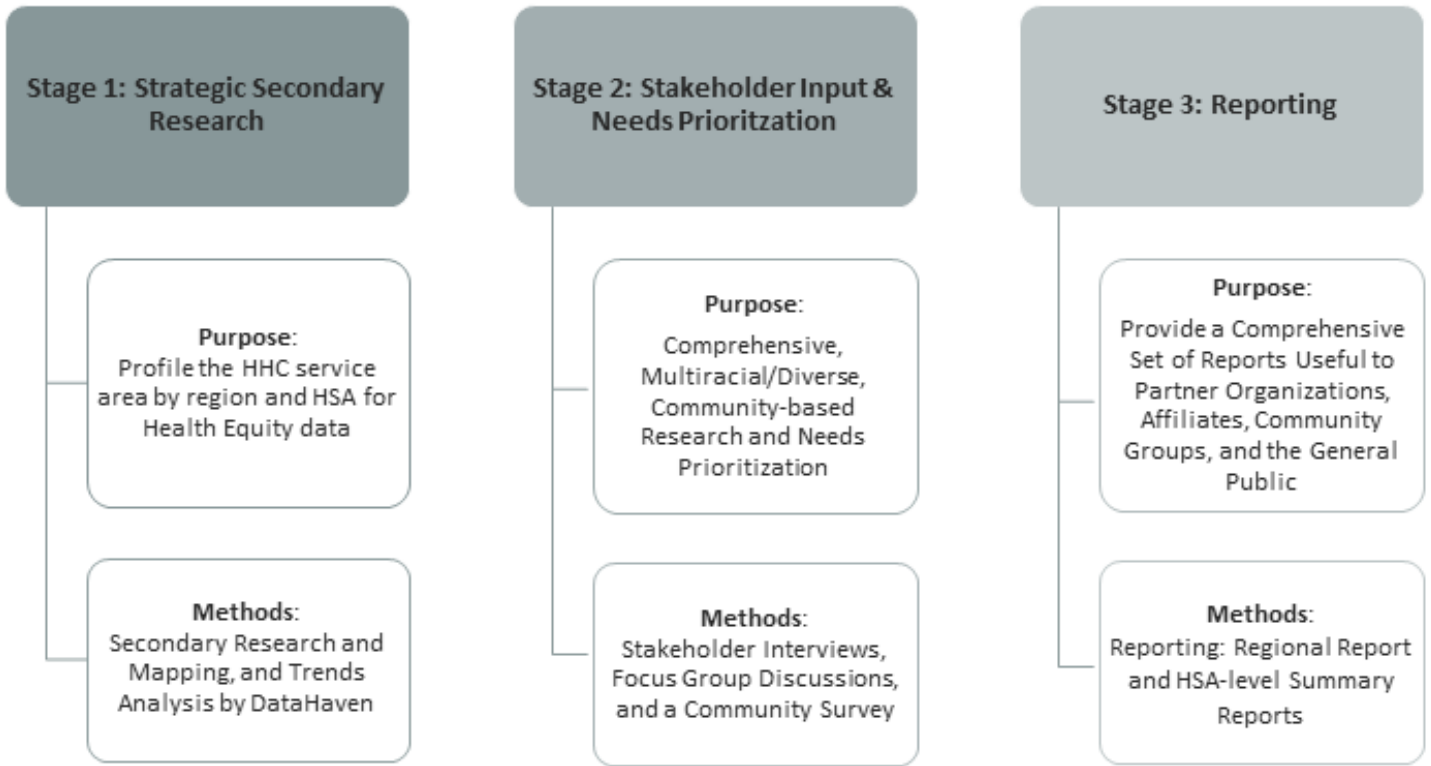 Stage 1: Strategic Secondary
Research
Purpose:
Profile the HHC service
area by region and HSA for
Health Equity data
Methods:
Secondary Research and
Mapping, and Trends
Analysis by DataHaven
Stage 2: Stakeholder Input &
Needs Prioritzation
Purpose:
Comprehensive,
Multiracial/Diverse,
Community-based
Research and Needs
Prioritization
Methods:
Stakeholder Interviews,
Focus Group Discussions,
and a Community Survey
Stage 3: Reporting
Purpose:
Provide a Comprehensive
Set of Reports Useful to
Partner Organizations,
Affiliates, Community
Groups, and the General
Public
Methods:
Reporting: Regional Report
and HSA-level Summary
Reports